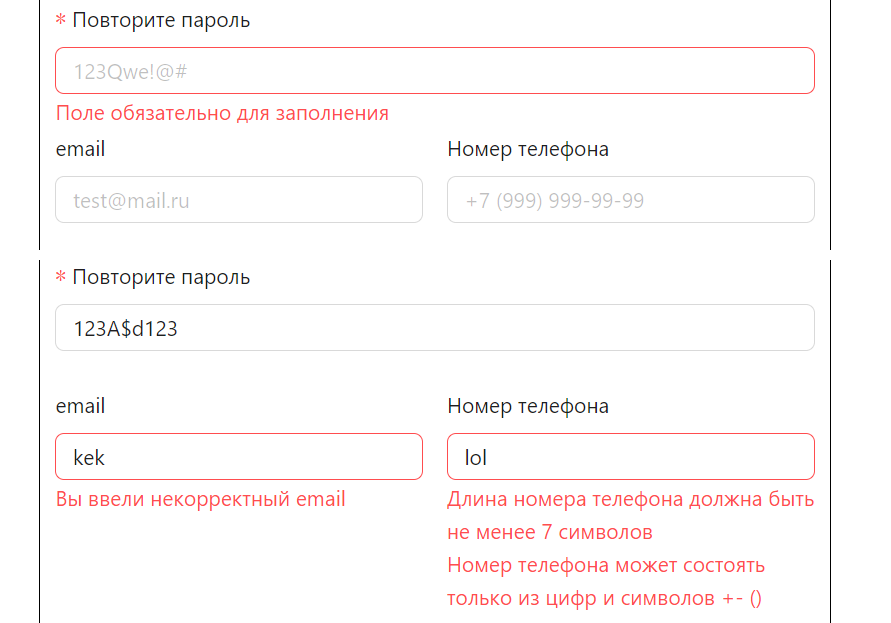 * Повторите пароль
123Qwe!@#
Поле обязательно для заполнения
email
Номер телефона
test@mail.ru
+7 (999) 999-99-99
* Повторите пароль
123A$d123
email
Номер телефона
kek
lol
Вы ввели некорректный email
Длина номера телефона должна быть
не менее 7 символов
Номер телефона может состоять
только из цифр и символов +- ()